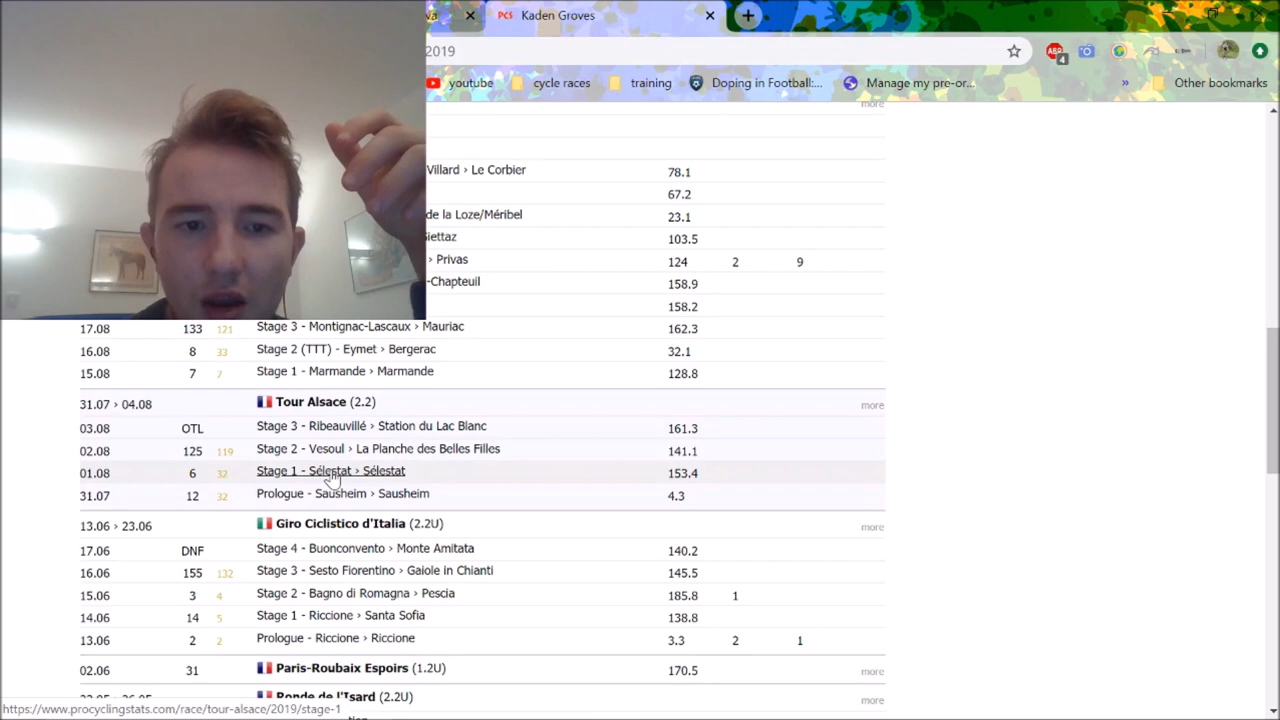 va
PCS Kaden Groves
2019
ABP 4
youtube cycle races training Doping in Football:... Manage my pre-or... » Other bookmarks
more
Villard › Le Corbier 78.1
67.2
de la Loze/Méribel 23.1
Giettaz 103.5
› Privas 124 2 9
-Chapteuil 158.9
158.2
17.08 133 121 Stage 3 - Montignac-Lascaux › Mauriac 162.3
16.08 8 33 Stage 2 (TTT) - Eymet › Bergerac 32.1
15.08 7 7 Stage 1 - Marmande › Marmande 128.8
31.07 › 04.08 Tour Alsace (2.2) more
03.08 OTL Stage 3 - Ribeauvillé › Station du Lac Blanc 161.3
02.08 125 119 Stage 2 - Vesoul › La Planche des Belles Filles 141.1
01.08 6 32 Stage 1 - Sélestat › Sélestat 153.4
31.07 12 32 Prologue - Sausheim › Sausheim 4.3
13.06 › 23.06 Giro Ciclistico d'Italia (2.2U) more
17.06 DNF Stage 4 - Buonconvento › Monte Amitata 140.2
16.06 155 132 Stage 3 - Sesto Fiorentino › Gaiole in Chianti 145.5
15.06 3 4 Stage 2 - Bagno di Romagna › Pescia 185.8 1
14.06 14 5 Stage 1 - Riccione › Santa Sofia 138.8
13.06 2 2 Prologue - Riccione › Riccione 3.3 2 1
02.06 31 Paris-Roubaix Espoirs (1.2U) 170.5 more
Ronde de l'Isard (2.2U) more
https://www.procyclingstats.com/race/tour-alsace/2019/stage-1